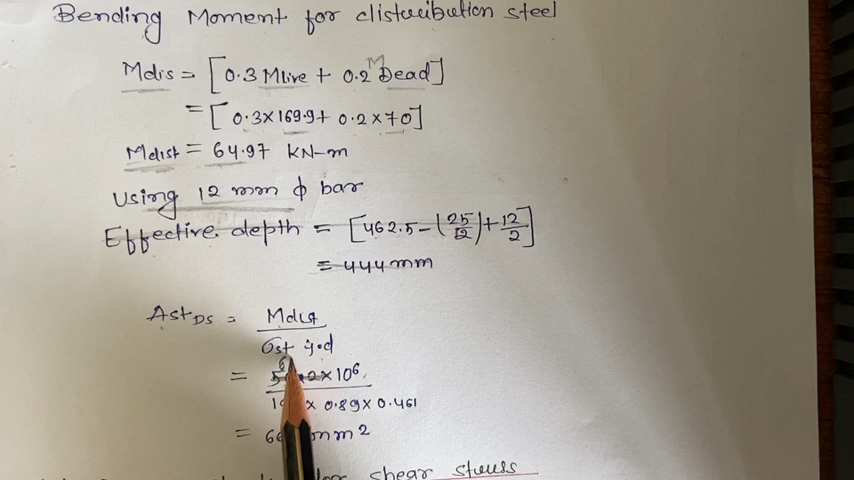 Bending Moment for distribution steel
Mdis = [0.3 Mlive + 0.2 MDead]
= [0.3×169.9 + 0.2×70]
Mdist = 64.97 kN-m
Using 12 mm ϕ bar
Effective depth = [462.5 - (25/2) + 12/2]
= 444 mm
AstDS = Mdist
σst j.d
= ×10⁶
× 0.89 × 0.461
= mm²
shear stress